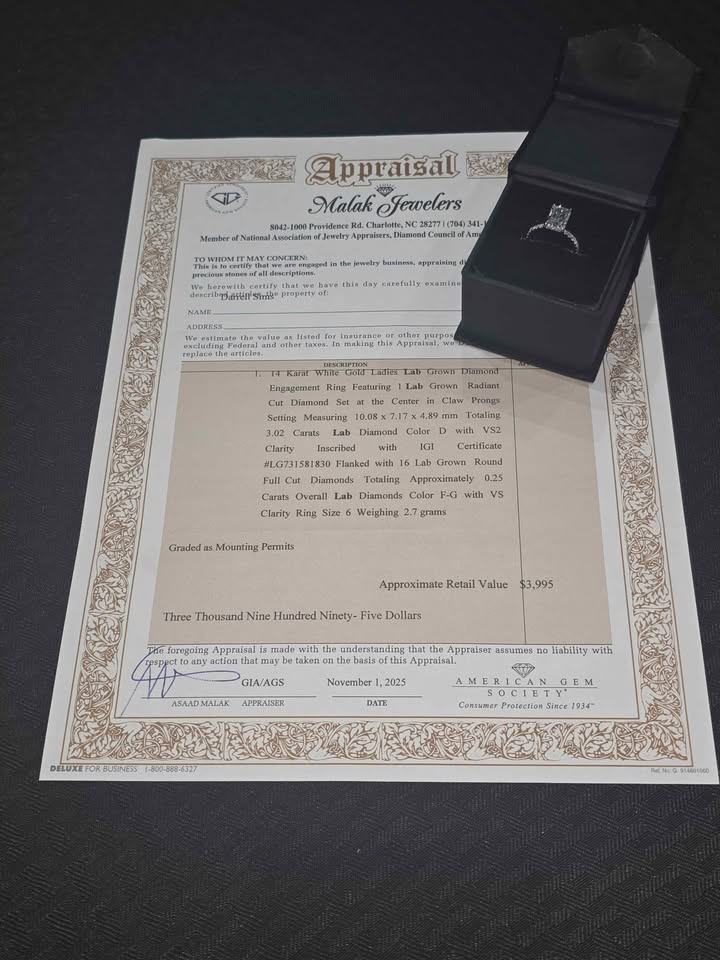 Appraisal
Malak Jewelers
8042-1000 Providence Rd. Charlotte, NC 28277 | (704) 341-1
Member of National Association of Jewelry Appraisers, Diamond Council of Ame
TO WHOM IT MAY CONCERN:
This is to certify that we are engaged in the jewelry business, appraising di
precious stones of all descriptions.
We herewith certify that we have this day carefully examine
described articles, the property of:
Darrell Sims
NAME
ADDRESS
We estimate the value as listed for insurance or other purpos
excluding Federal and other taxes. In making this Appraisal, we
replace the articles.
DESCRIPTION
1. 14 Karat White Gold Ladies Lab Grown Diamond
Engagement Ring Featuring 1 Lab Grown Radiant
Cut Diamond Set at the Center in Claw Prongs
Setting Measuring 10.08 x 7.17 x 4.89 mm Totaling
3.02 Carats Lab Diamond Color D with VS2
Clarity Inscribed with IGI Certificate
#LG731581830 Flanked with 16 Lab Grown Round
Full Cut Diamonds Totaling Approximately 0.25
Carats Overall Lab Diamonds Color F-G with VS
Clarity Ring Size 6 Weighing 2.7 grams
Graded as Mounting Permits
Approximate Retail Value $3,995
Three Thousand Nine Hundred Ninety- Five Dollars
The foregoing Appraisal is made with the understanding that the Appraiser assumes no liability with
respect to any action that may be taken on the basis of this Appraisal.
GIA/AGS November 1, 2025
ASAAD MALAK APPRAISER DATE
AMERICAN GEM
SOCIETY
Consumer Protection Since 1934™
DELUXE FOR BUSINESS 1-800-888-6327